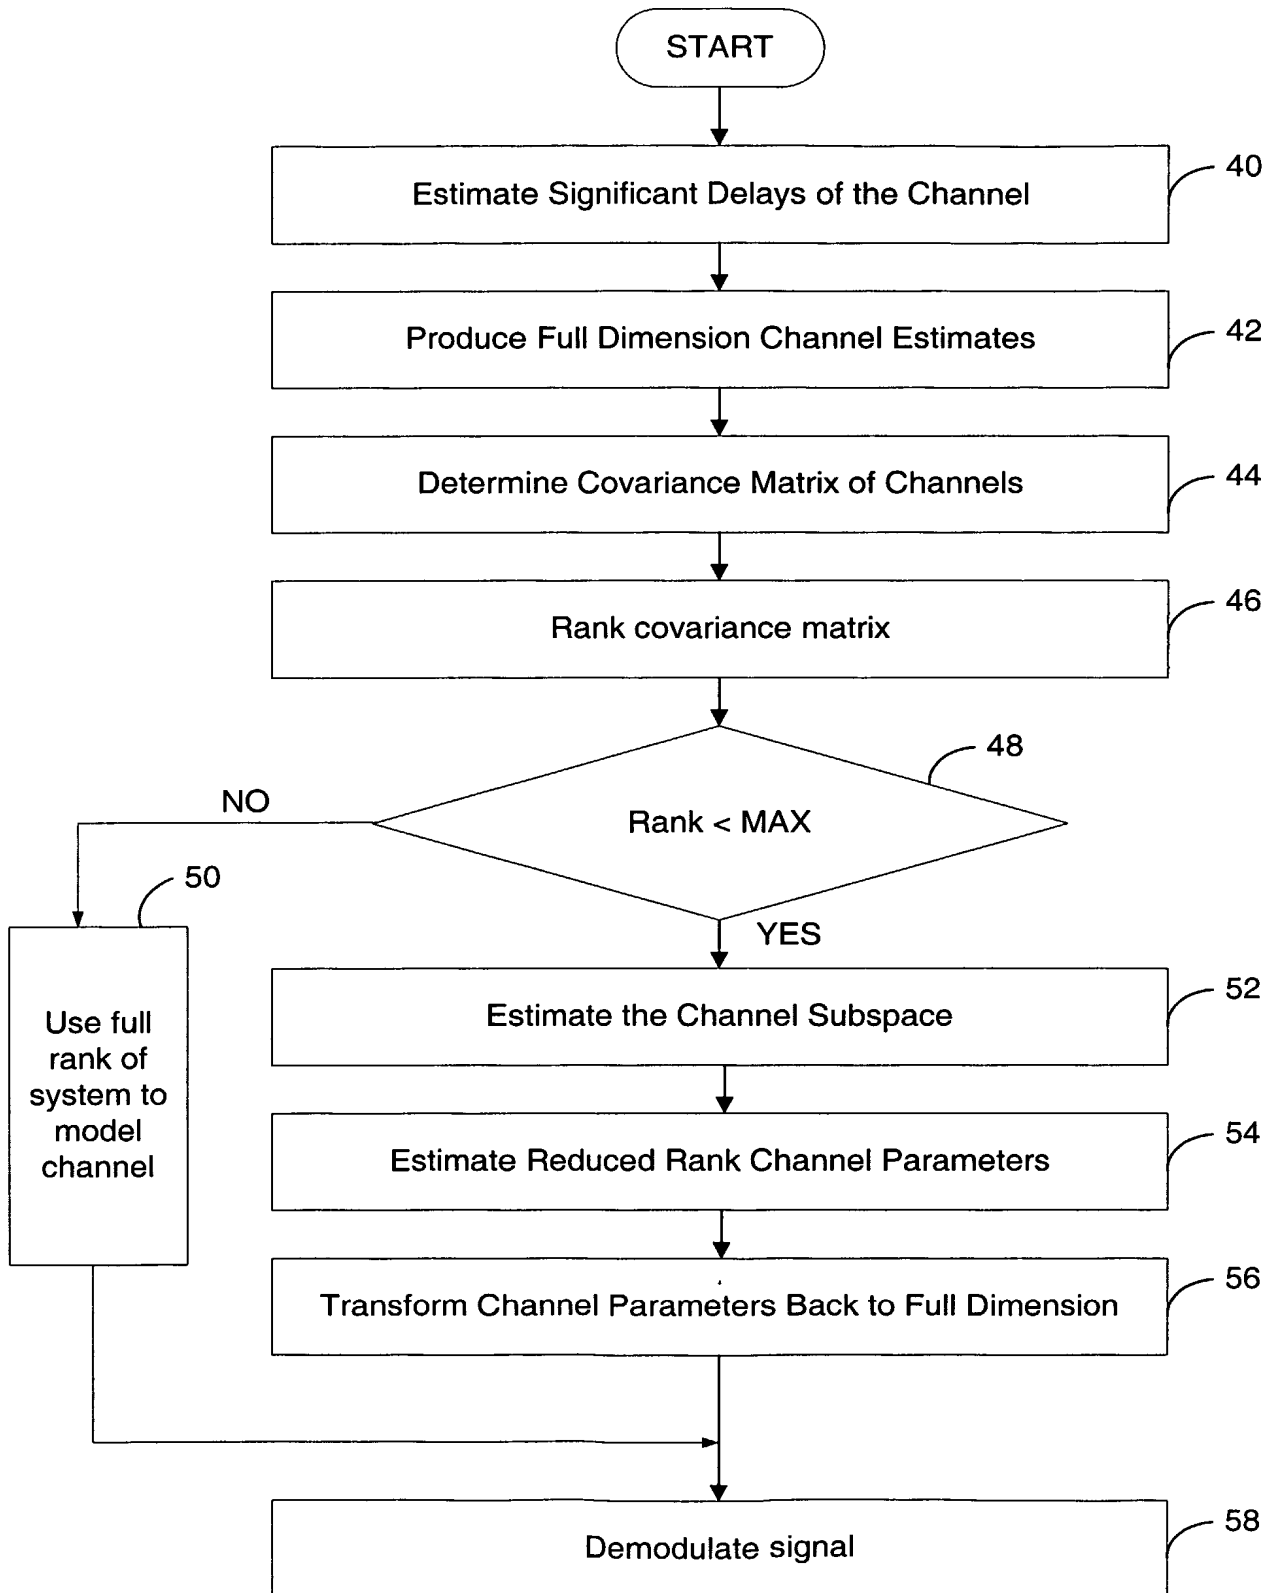 START
Estimate Significant Delays of the Channel
40
Produce Full Dimension Channel Estimates
42
Determine Covariance Matrix of Channels
44
Rank covariance matrix
46
48
Rank < MAX
NO
YES
50
Use full
rank of
system to
model
channel
Estimate the Channel Subspace
52
Estimate Reduced Rank Channel Parameters
54
Transform Channel Parameters Back to Full Dimension
56
Demodulate signal
58